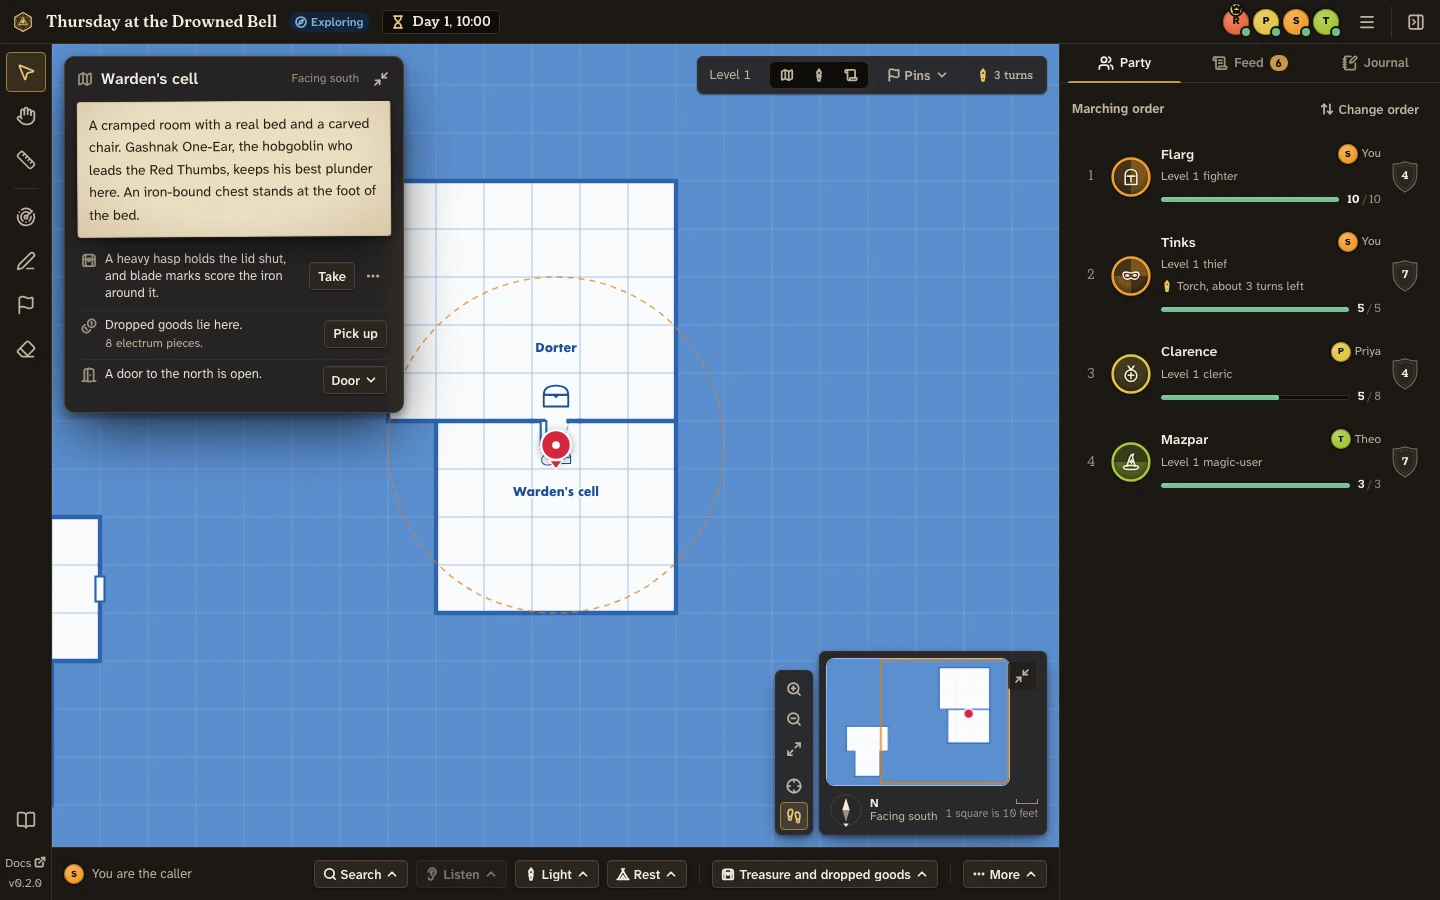 Thursday at the Drowned Bell
Exploring
Day 1, 10:00
R
P
S
T
Warden's cell
Facing south
A cramped room with a real bed and a carved
chair. Gashnak One-Ear, the hobgoblin who
leads the Red Thumbs, keeps his best plunder
here. An iron-bound chest stands at the foot of
the bed.
A heavy hasp holds the lid shut,
and blade marks score the iron
around it.
Take
Dropped goods lie here.
8 electrum pieces.
Pick up
A door to the north is open.
Door
Level 1
Pins
3 turns
Dorter
Warden's cell
N
Facing south
1 square is 10 feet
Party
Feed 6
Journal
Marching order
Change order
1
Flarg
S You
Level 1 fighter
4
10 / 10
2
Tinks
S You
Level 1 thief
Torch, about 3 turns left
7
5 / 5
3
Clarence
P Priya
Level 1 cleric
4
5 / 8
4
Mazpar
T Theo
Level 1 magic-user
7
3 / 3
Docs
v0.2.0
S You are the caller
Search
Listen
Light
Rest
Treasure and dropped goods
More